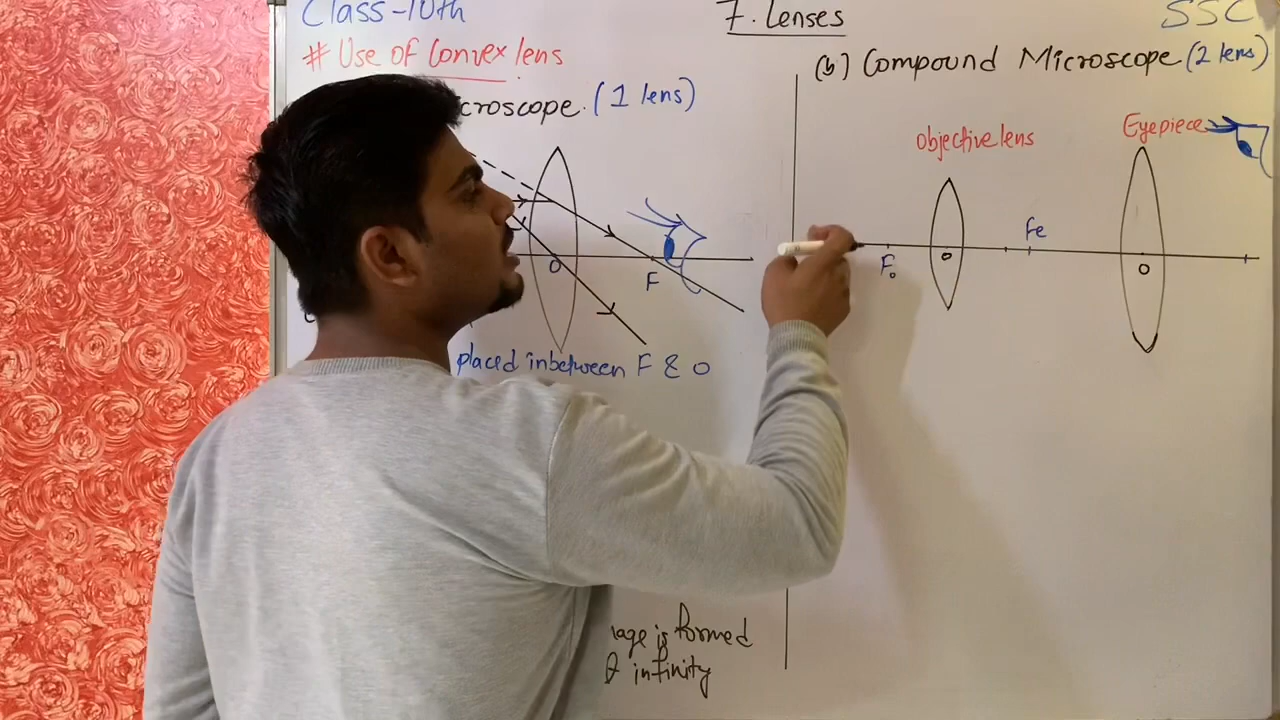 Class-10th
7. Lenses
SSC
# Use of Convex lens
croscope. (1 lens)
O
F
placed inbetween F & O
is formed
infinity
(b) Compound Microscope (2 lens)
Objective lens
Eyepiece
Fo
O
Fe
O